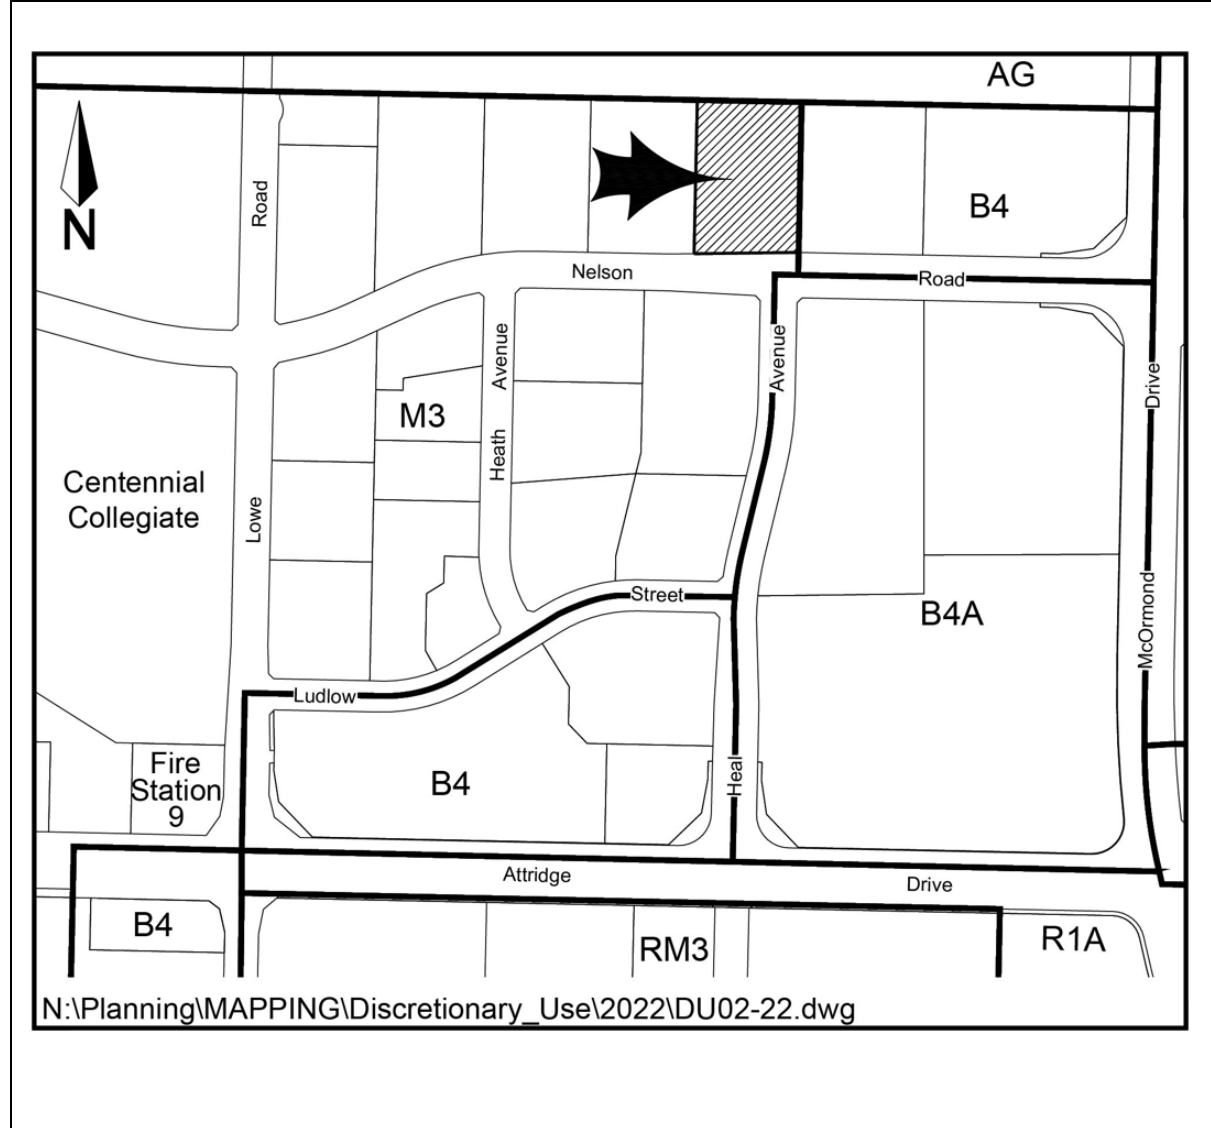 AG
Road
B4
N
Nelson
Road
Avenue
Avenue
Drive
M3
Heath
Centennial
Collegiate
Lowe
Street
B4A
McOrmond
Ludlow
Fire
Station
9
B4
Heal
Attridge
Drive
B4
RM3
R1A
N:\Planning\MAPPING\Discretionary_Use\2022\DU02-22.dwg